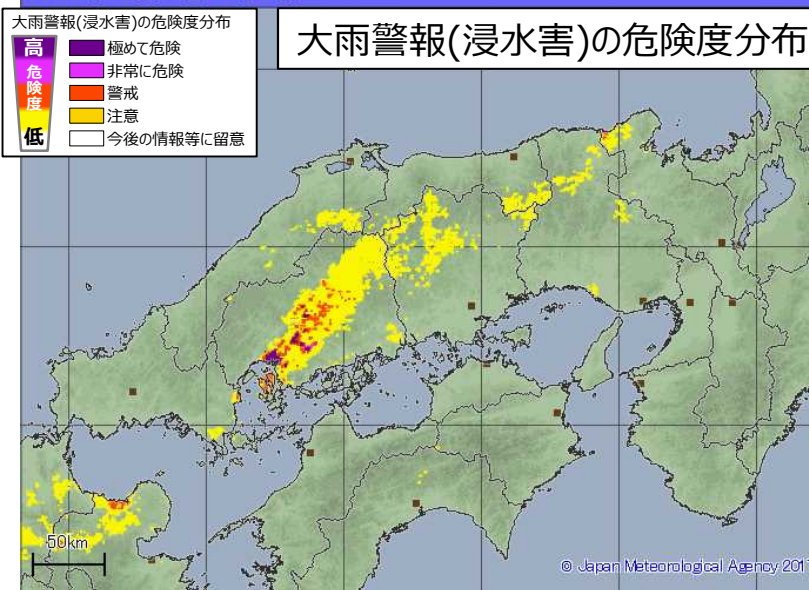 大雨警報(浸水害)の危険度分布
大雨警報(浸水害)の危険度分布
高
危険度
低
極めて危険
非常に危険
警戒
注意
今後の情報等に留意
50km
© Japan Meteorological Agency 201